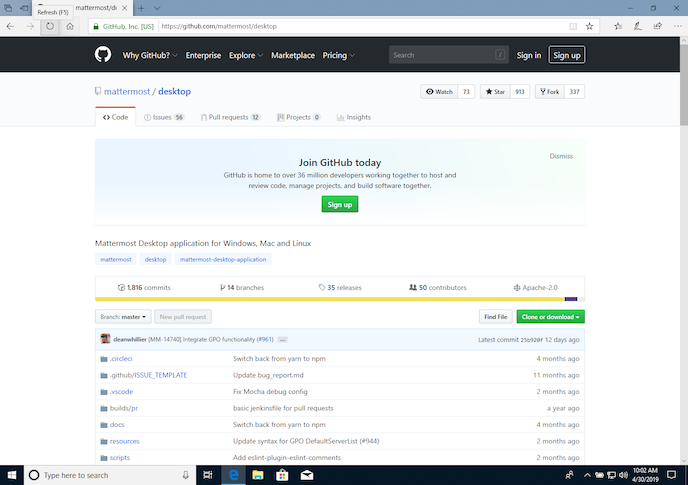 Refresh (F5)
mattermost/de
GitHub, Inc. [US] https://github.com/mattermost/desktop
Why GitHub? Enterprise Explore Marketplace Pricing Search / Sign in Sign up
mattermost / desktop Watch 73 Star 913 Fork 337
Code Issues 56 Pull requests 12 Projects 0 Insights
Dismiss
Join GitHub today
GitHub is home to over 36 million developers working together to host and
review code, manage projects, and build software together.
Sign up
Mattermost Desktop application for Windows, Mac and Linux
mattermost desktop mattermost-desktop-application
1,816 commits 14 branches 35 releases 50 contributors Apache-2.0
Branch: master New pull request Find File Clone or download
deanwhillier [MM-14740] Integrate GPO functionality (#961) ... Latest commit 256920f 12 days ago
.circleci Switch back from yarn to npm 4 months ago
.github/ISSUE_TEMPLATE Update bug_report.md 11 months ago
.vscode Fix Mocha debug config 2 months ago
builds/pr basic jenkinsfile for pull requests a year ago
docs Switch back from yarn to npm 4 months ago
resources Update syntax for GPO DefaultServerList (#944) 2 months ago
scripts Add eslint-plugin-eslint-comments 2 months ago
Type here to search
10:02 AM
4/30/2019